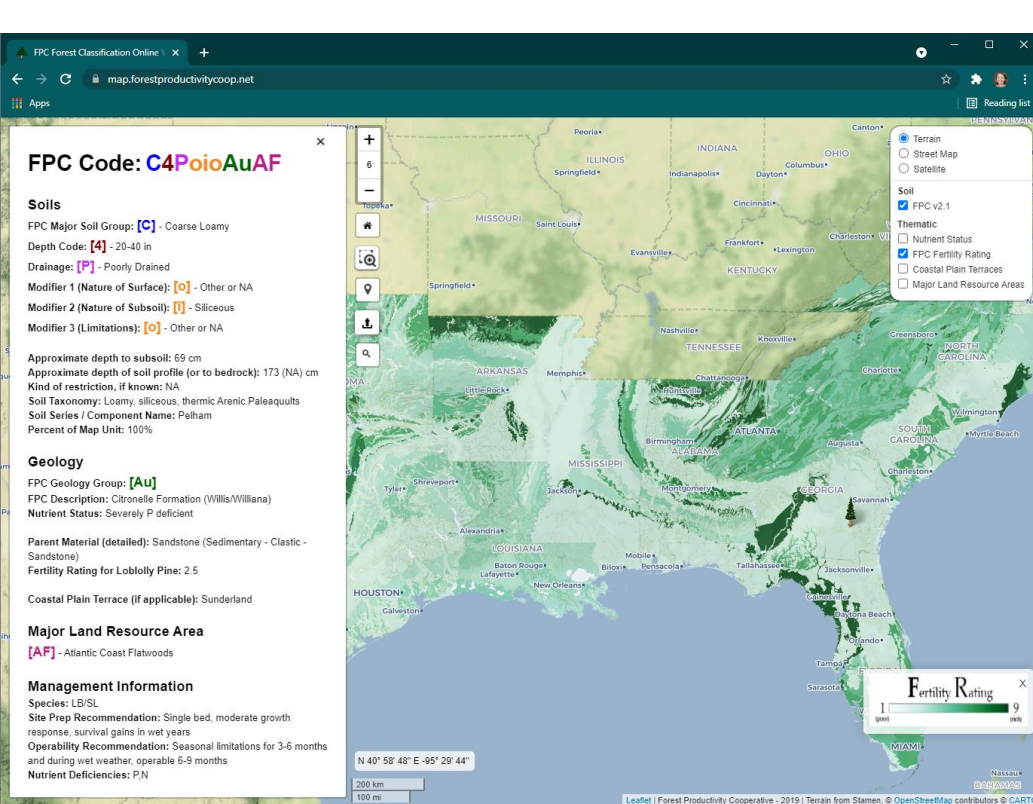 FPC Forest Classification Online
map.forestproductivitycoop.net
Apps
Reading list
FPC Code: C4PoioAuAF
Soils
FPC Major Soil Group: [C] - Coarse Loamy
Depth Code: [4] - 20-40 in
Drainage: [P] - Poorly Drained
Modifier 1 (Nature of Surface): [o] - Other or NA
Modifier 2 (Nature of Subsoil): [i] - Siliceous
Modifier 3 (Limitations): [o] - Other or NA
Approximate depth to subsoil: 69 cm
Approximate depth of soil profile (or to bedrock): 173 (NA) cm
Kind of restriction, if known: NA
Soil Taxonomy: Loamy, siliceous, thermic Arenic Paleaquults
Soil Series / Component Name: Pelham
Percent of Map Unit: 100%
Geology
FPC Geology Group: [Au]
FPC Description: Citronelle Formation (Willis/Williana)
Nutrient Status: Severely P deficient
Parent Material (detailed): Sandstone (Sedimentary - Clastic -
Sandstone)
Fertility Rating for Loblolly Pine: 2.5
Coastal Plain Terrace (if applicable): Sunderland
Major Land Resource Area
[AF] - Atlantic Coast Flatwoods
Management Information
Species: LB/SL
Site Prep Recommendation: Single bed, moderate growth
response, survival gains in wet years
Operability Recommendation: Seasonal limitations for 3-6 months
and during wet weather, operable 6-9 months
Nutrient Deficiencies: P,N
+
6
−
Terrain
Street Map
Satellite
Soil
FPC v2.1
Thematic
Nutrient Status
FPC Fertility Rating
Coastal Plain Terraces
Major Land Resource Areas
Peoria
Canton
PENNSYLVAN
ILLINOIS
INDIANA
OHIO
Springfield
Indianapolis
Dayton
Columbus
Topeka
MISSOURI
Saint Louis
Cincinnati
Evansville
Frankfort
Lexington
Charleston
KENTUCKY
Springfield
Nashville
Knoxville
TENNESSEE
Greensboro
NORTH
CAROLINA
Charlotte
ARKANSAS
Memphis
Chattanooga
Little Rock
Huntsville
Wilmington
ATLANTA
SOUTH
CAROLINA
Myrtle Beach
Birmingham
ALABAMA
Augusta
MISSISSIPPI
Charleston
Tyler
Shreveport
Jackson
Montgomery
GEORGIA
Savannah
Alexandria
LOUISIANA
Mobile
Baton Rouge
Lafayette
Biloxi
Pensacola
Tallahassee
Jacksonville
New Orleans
HOUSTON
Galveston
Gainesville
Daytona Beach
Orlando
Tampa
FLORIDA
Sarasota
MIAMI
Nassau
BAHAMAS
Fertility Rating
X
1
9
(poor)
(rich)
N 40° 58' 48" E -95° 29' 44"
200 km
100 mi
Leaflet | Forest Productivity Cooperative - 2019 | Terrain from Stamen, © OpenStreetMap contributors © CART